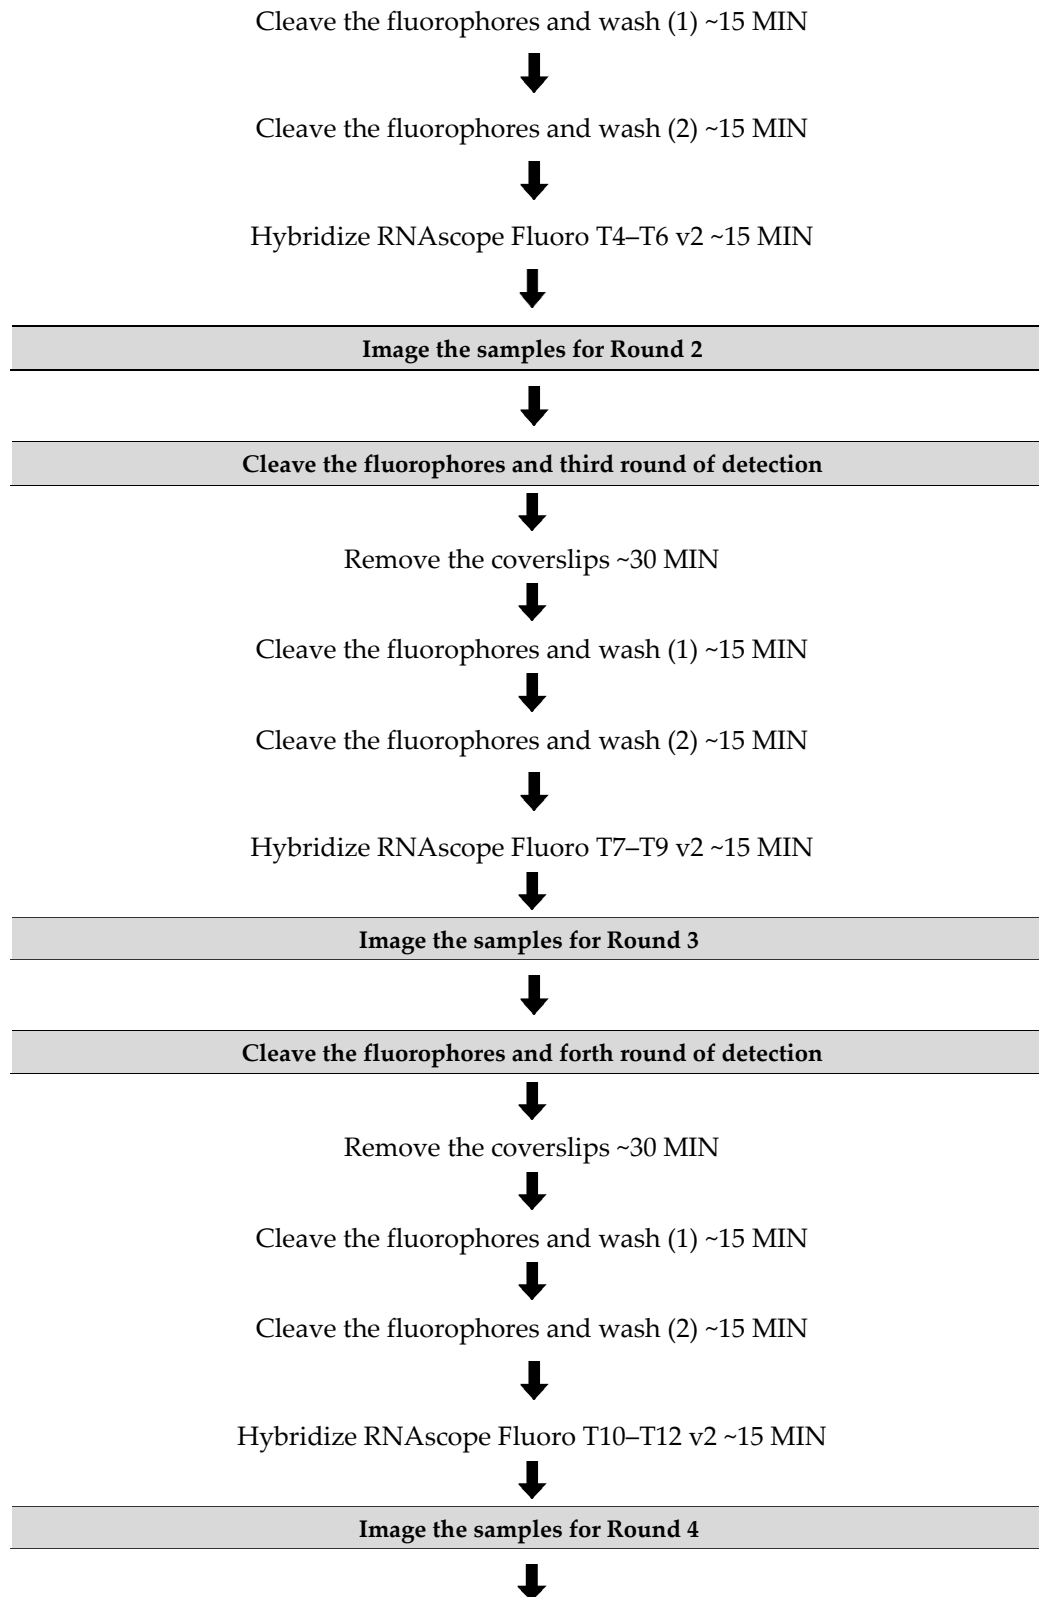 Cleave the fluorophores and wash (1) ~15 MIN
Cleave the fluorophores and wash (2) ~15 MIN
Hybridize RNAscope Fluoro T4–T6 v2 ~15 MIN
Image the samples for Round 2
Cleave the fluorophores and third round of detection
Remove the coverslips ~30 MIN
Cleave the fluorophores and wash (1) ~15 MIN
Cleave the fluorophores and wash (2) ~15 MIN
Hybridize RNAscope Fluoro T7–T9 v2 ~15 MIN
Image the samples for Round 3
Cleave the fluorophores and forth round of detection
Remove the coverslips ~30 MIN
Cleave the fluorophores and wash (1) ~15 MIN
Cleave the fluorophores and wash (2) ~15 MIN
Hybridize RNAscope Fluoro T10–T12 v2 ~15 MIN
Image the samples for Round 4